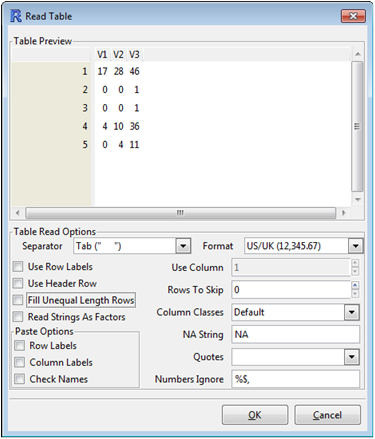 Read Table
Table Preview
V1 V2 V3
1 17 28 46
2 0 0 1
3 0 0 1
4 4 10 36
5 0 4 11
Table Read Options
Separator Tab (" ") Format US/UK (12,345.67)
Use Row Labels Use Column 1
Use Header Row Rows To Skip 0
Fill Unequal Length Rows Column Classes Default
Read Strings As Factors NA String NA
Paste Options Quotes
Row Labels
Column Labels Numbers Ignore %$,
Check Names
OK Cancel